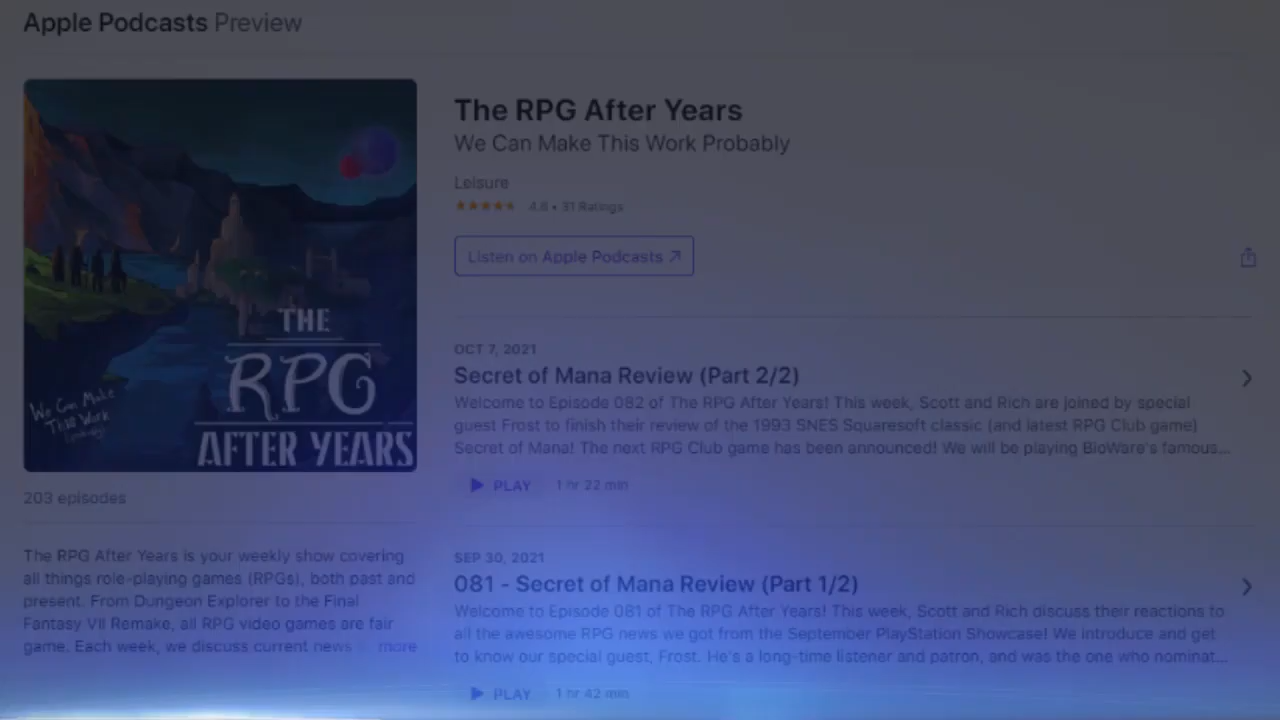 Apple Podcasts Preview
The RPG After Years
We Can Make This Work Probably
Leisure
4.8 • 31 Ratings
Listen on Apple Podcasts ↗
THE
RPG
AFTER YEARS
We Can Make
This Work
203 episodes
The RPG After Years is your weekly show covering
all things role-playing games (RPGs), both past and
present. From Dungeon Explorer to the Final
Fantasy VII Remake, all RPG video games are fair
game. Each week, we discuss current news more
OCT 7, 2021
Secret of Mana Review (Part 2/2)
Welcome to Episode 082 of The RPG After Years! This week, Scott and Rich are joined by special
guest Frost to finish their review of the 1993 SNES Squaresoft classic (and latest RPG Club game)
Secret of Mana! The next RPG Club game has been announced! We will be playing BioWare's famous...
PLAY 1 hr 22 min
SEP 30, 2021
081 - Secret of Mana Review (Part 1/2)
Welcome to Episode 081 of The RPG After Years! This week, Scott and Rich discuss their reactions to
all the awesome RPG news we got from the September PlayStation Showcase! We introduce and get
to know our special guest, Frost. He's a long-time listener and patron, and was the one who nominat...
PLAY 1 hr 42 min